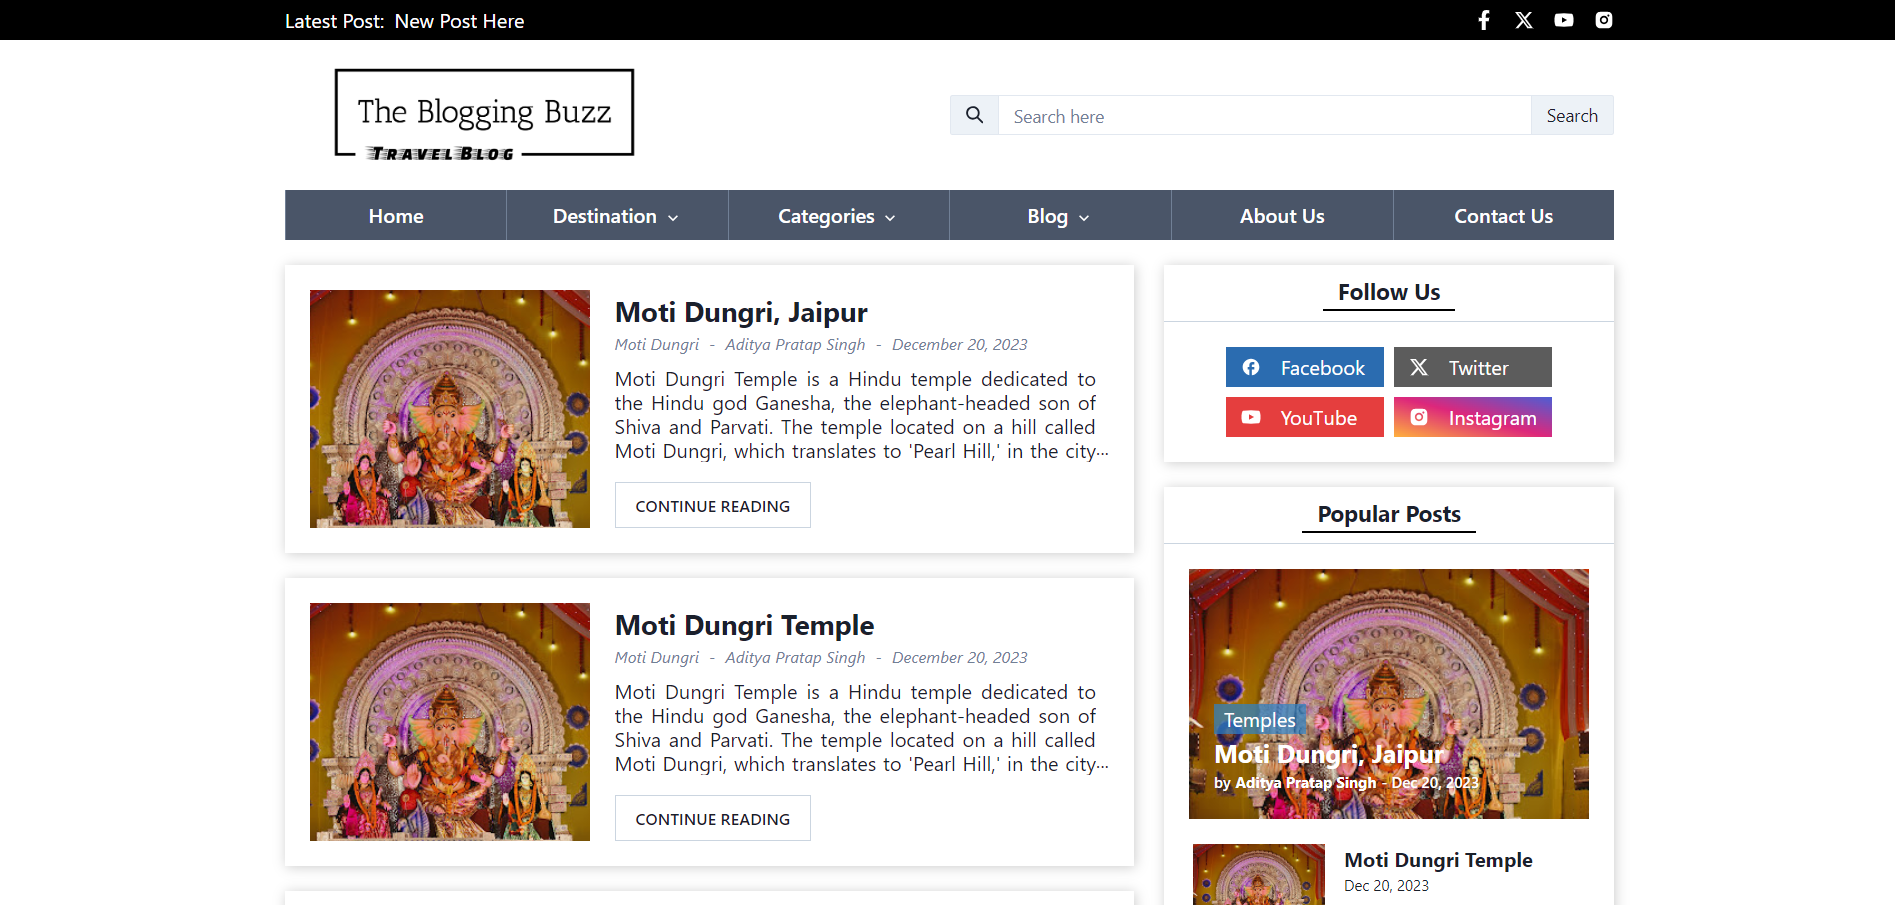 Latest Post: New Post Here
The Blogging Buzz
TRAVEL BLOG
Search here
Search
Home
Destination
Categories
Blog
About Us
Contact Us
Moti Dungri, Jaipur
Moti Dungri - Aditya Pratap Singh - December 20, 2023
Moti Dungri Temple is a Hindu temple dedicated to
the Hindu god Ganesha, the elephant-headed son of
Shiva and Parvati. The temple located on a hill called
Moti Dungri, which translates to 'Pearl Hill,' in the city...
CONTINUE READING
Moti Dungri Temple
Moti Dungri - Aditya Pratap Singh - December 20, 2023
Moti Dungri Temple is a Hindu temple dedicated to
the Hindu god Ganesha, the elephant-headed son of
Shiva and Parvati. The temple located on a hill called
Moti Dungri, which translates to 'Pearl Hill,' in the city...
CONTINUE READING
Follow Us
Facebook
Twitter
YouTube
Instagram
Popular Posts
Temples
Moti Dungri, Jaipur
by Aditya Pratap Singh - Dec 20, 2023
Moti Dungri Temple
Dec 20, 2023